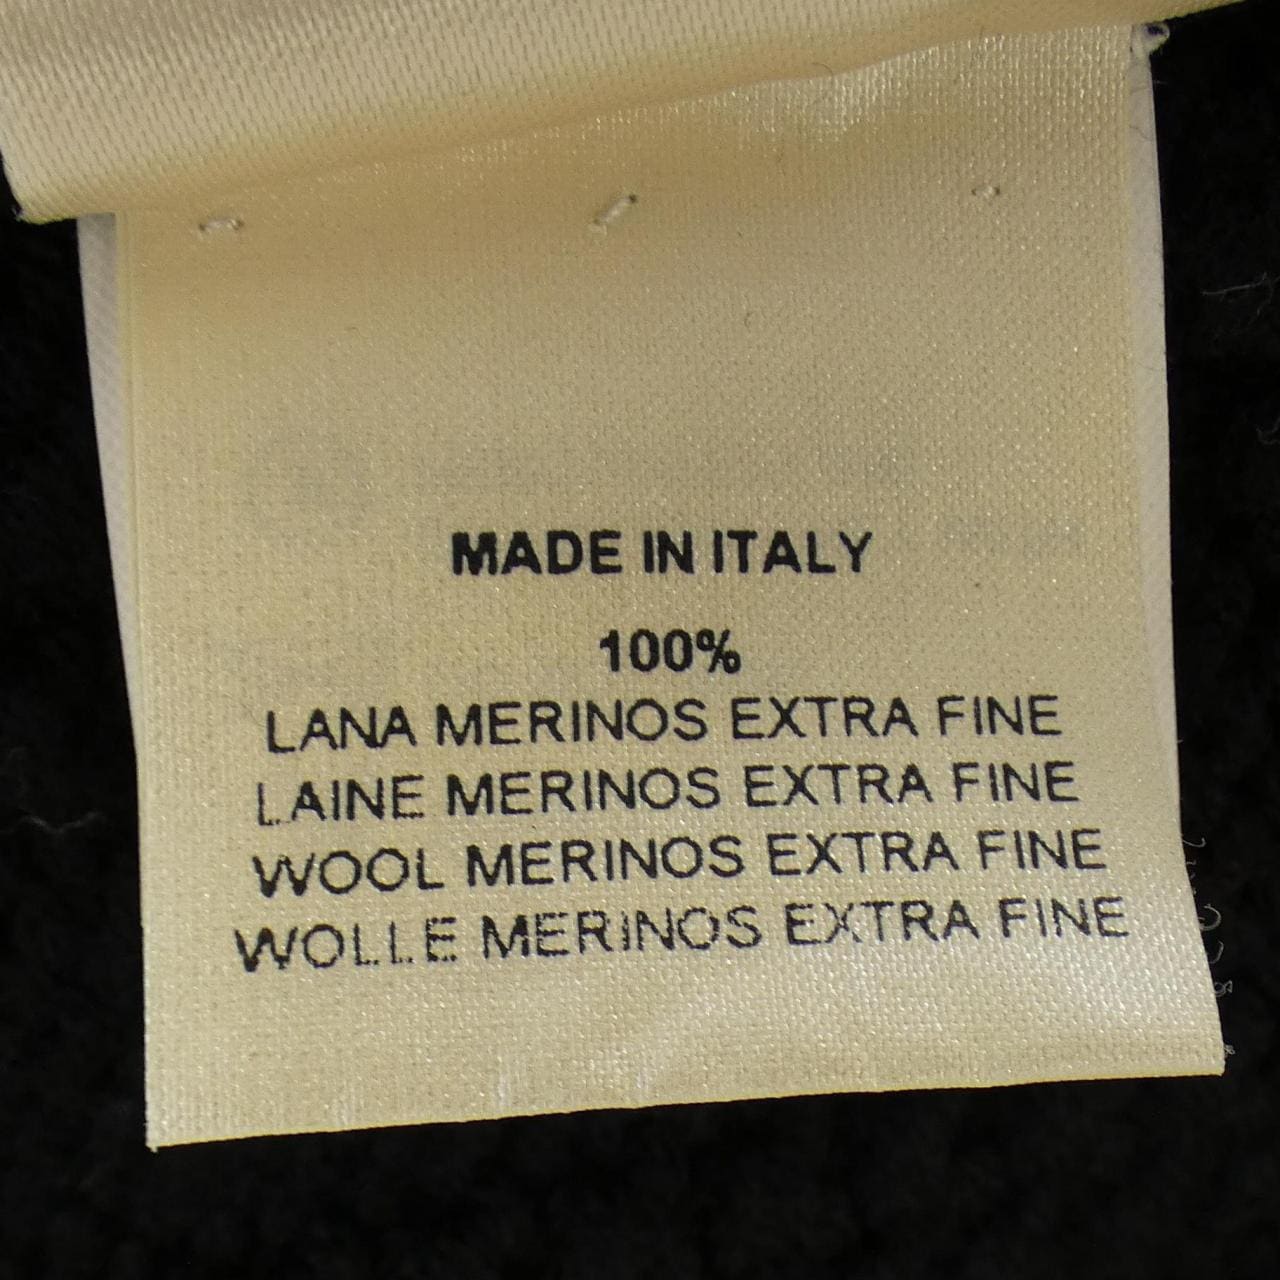 MADE IN ITALY
100%
LANA MERINOS EXTRA FINE
LAINE MERINOS EXTRA FINE
WOOL MERINOS EXTRA FINE
WOLLE MERINOS EXTRA FINE